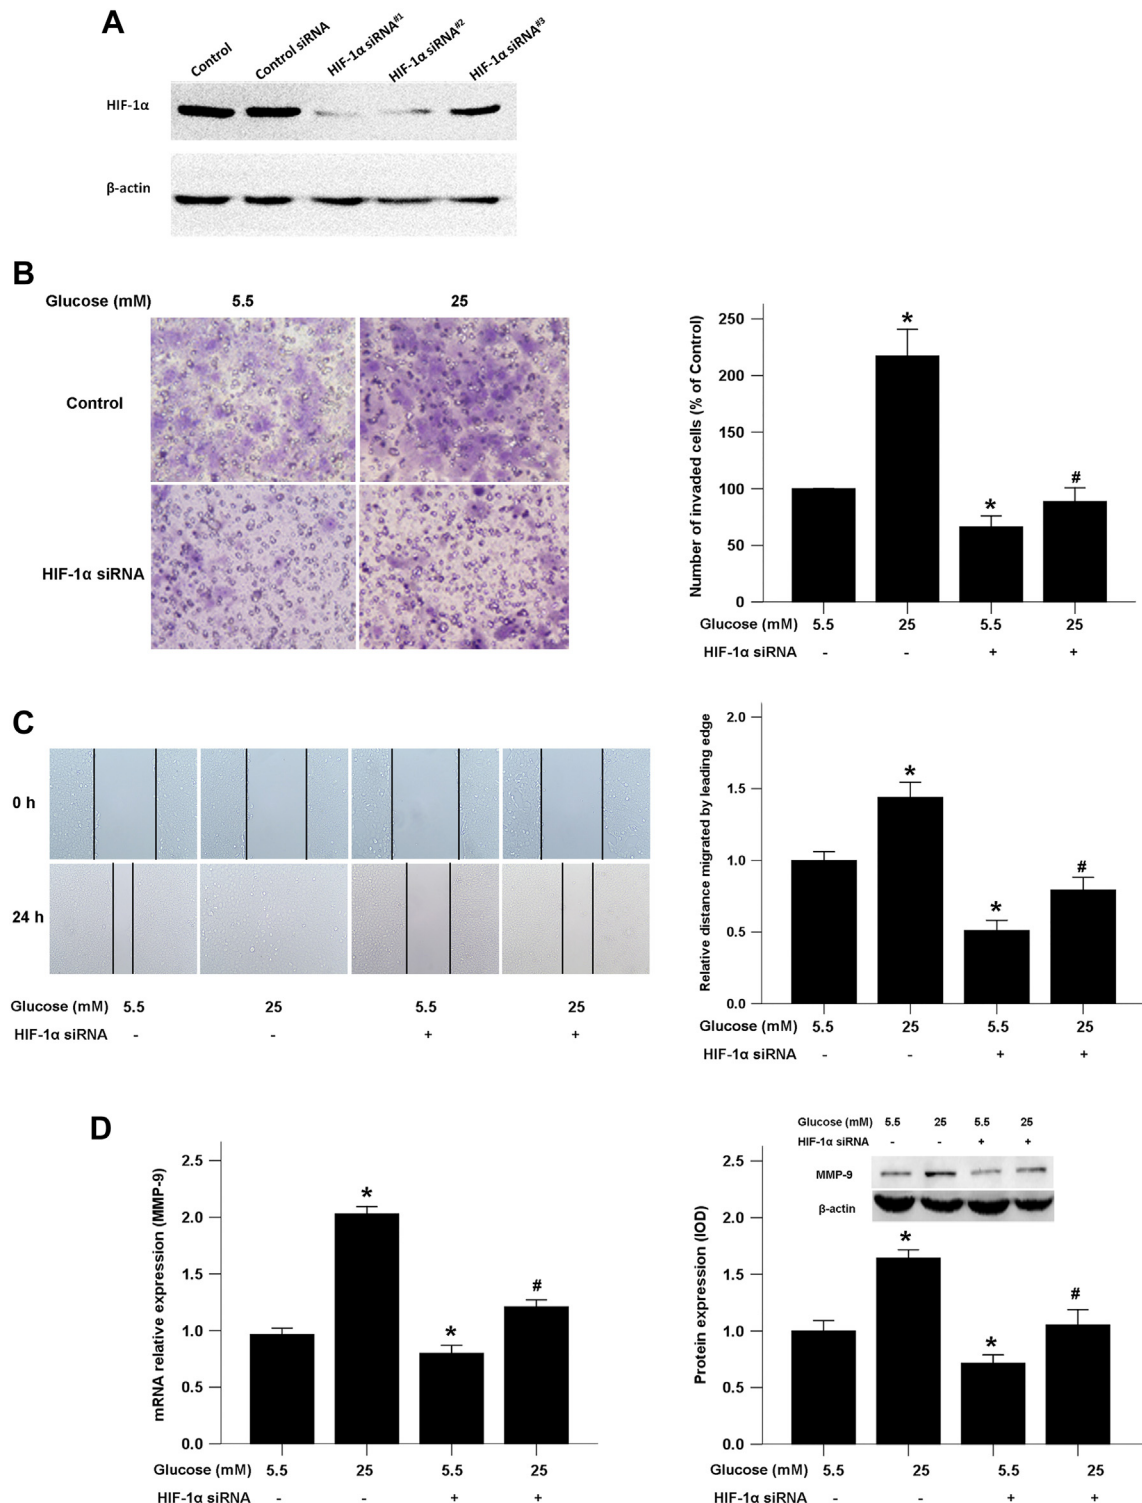 A
Control
Control siRNA
HIF-1α siRNA#1
HIF-1α siRNA#2
HIF-1α siRNA#3
HIF-1α
β-actin
B
Glucose (mM) 5.5 25
Control
HIF-1α siRNA
Number of invaded cells (% of Control)
250
200
150
100
50
0
*
*
#
Glucose (mM) 5.5 25 5.5 25
HIF-1α siRNA - - + +
C
0 h
24 h
Glucose (mM) 5.5 25 5.5 25
HIF-1α siRNA - - + +
Relative distance migrated by leading edge
2.0
1.5
1.0
0.5
0.0
*
*
#
Glucose (mM) 5.5 25 5.5 25
HIF-1α siRNA - - + +
D
mRNA relative expression (MMP-9)
2.5
2.0
1.5
1.0
0.5
0.0
*
*
#
Glucose (mM) 5.5 25 5.5 25
HIF-1α siRNA - - + +
Glucose (mM) 5.5 25 5.5 25
HIF-1α siRNA - - + +
MMP-9
β-actin
Protein expression (IOD)
2.5
2.0
1.5
1.0
0.5
0.0
*
*
#
Glucose (mM) 5.5 25 5.5 25
HIF-1α siRNA - - + +